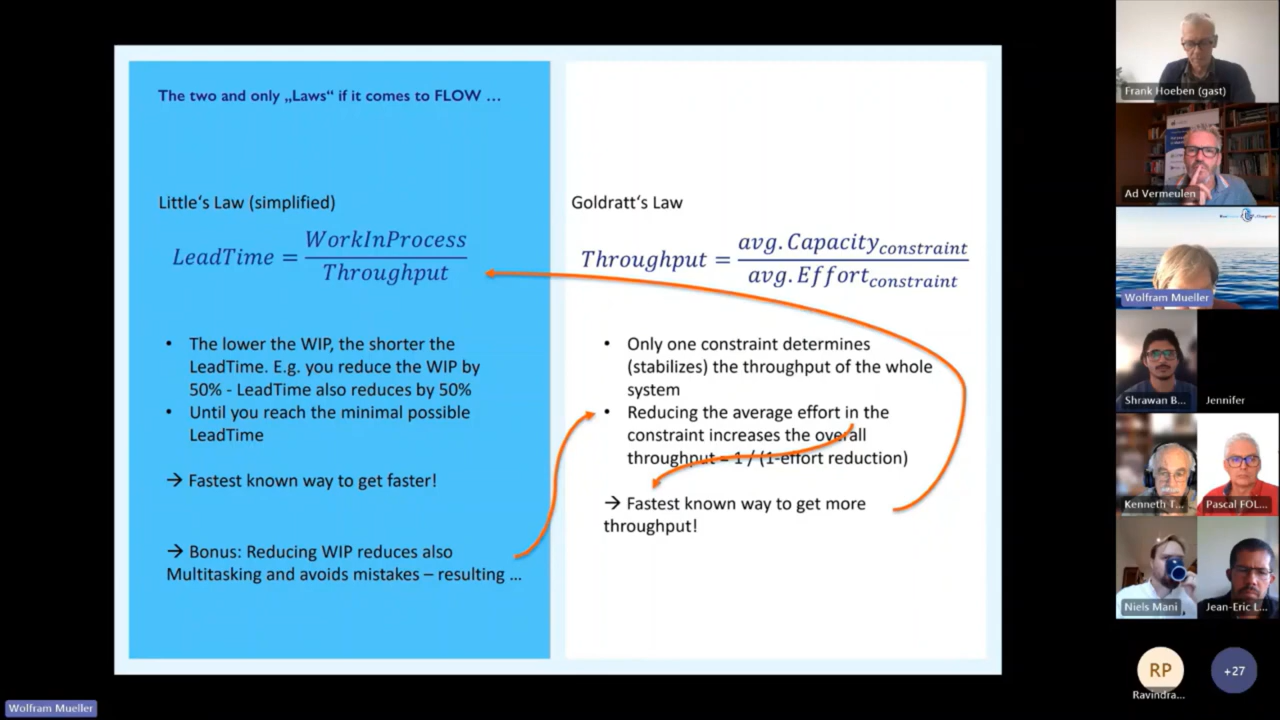 The two and only „Laws“ if it comes to FLOW …
Little‘s Law (simplified)
LeadTime = WorkInProcess / Throughput
• The lower the WIP, the shorter the
LeadTime. E.g. you reduce the WIP by
50% - LeadTime also reduces by 50%
• Until you reach the minimal possible
LeadTime
→ Fastest known way to get faster!
→ Bonus: Reducing WIP reduces also
Multitasking and avoids mistakes – resulting …
Goldratt‘s Law
Throughput = avg.Capacity constraint / avg.Effort constraint
• Only one constraint determines
(stabilizes) the throughput of the whole
system
• Reducing the average effort in the
constraint increases the overall
throughput = 1 / (1-effort reduction)
→ Fastest known way to get more
throughput!
Frank Hoeben (gast)
Ad Vermeulen
Wolfram Mueller
Shrawan B...
Jennifer
Kenneth T...
Pascal FOL...
Niels Mani
Jean-Eric L...
RP
Ravindra...
+27
Wolfram Mueller